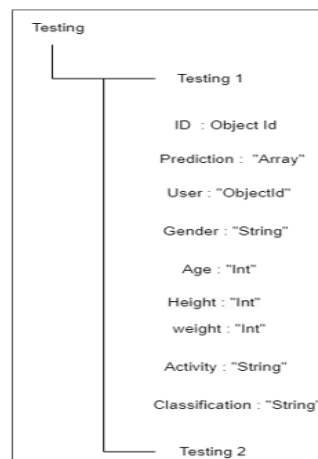 Testing
Testing 1
ID : Object Id
Prediction : "Array"
User : "ObjectId"
Gender : "String"
Age : "Int"
Height : "Int"
weight : "Int"
Activity : "String"
Classification : "String"
Testing 2